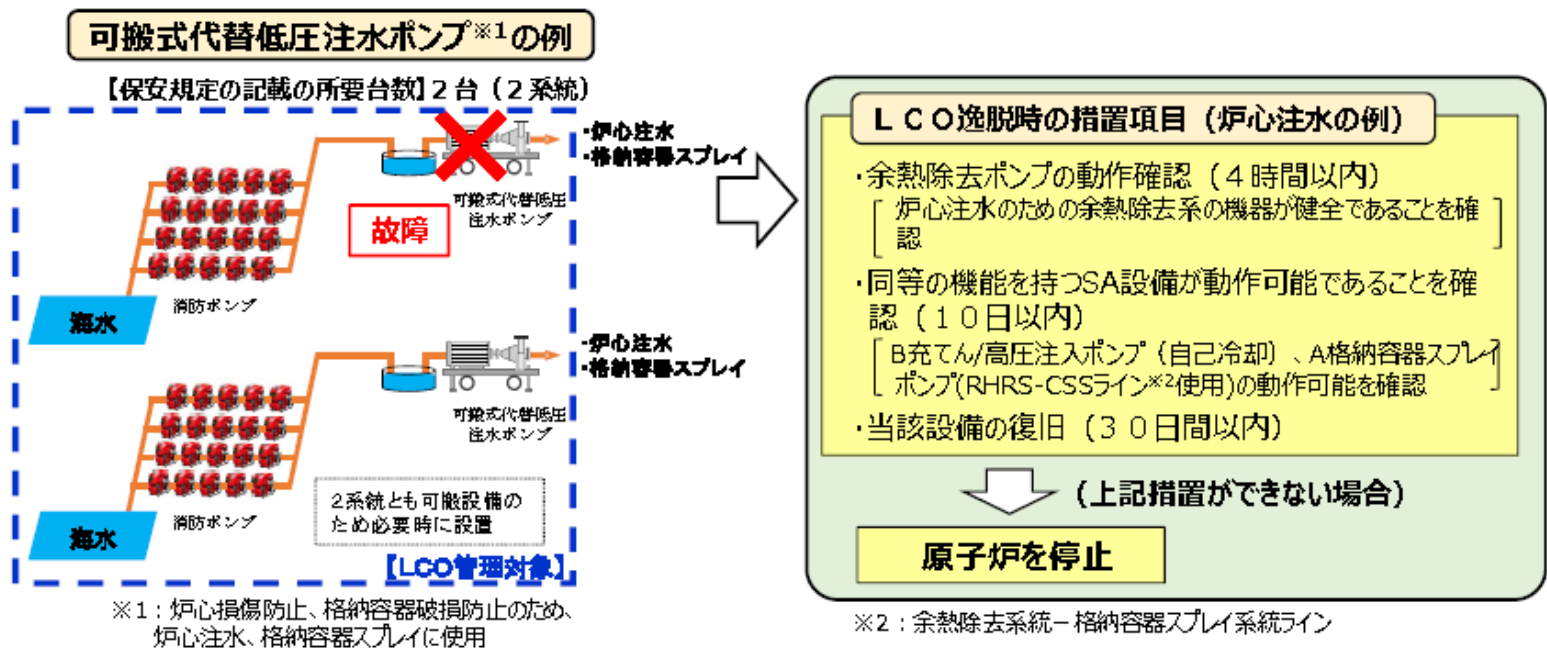 可搬式代替低圧注水ポンプ※1の例
【保安規定の記載の所要台数】２台（２系統）
・炉心注水
・格納容器スプレイ
可搬式代替低圧
注水ポンプ
故障
消防ポンプ
海水
・炉心注水
・格納容器スプレイ
可搬式代替低圧
注水ポンプ
消防ポンプ
海水
2系統とも可搬設備の
ため必要時に設置
【LCO管理対象】
※１：炉心損傷防止、格納容器破損防止のため、
炉心注水、格納容器スプレイに使用
ＬＣＯ逸脱時の措置項目（炉心注水の例）
・余熱除去ポンプの動作確認（４時間以内）
炉心注水のための余熱除去系の機器が健全であることを確
認
・同等の機能を持つSA設備が動作可能であることを確
認（１０日以内）
B充てん/高圧注入ポンプ（自己冷却）、A格納容器スプレイ
ポンプ(RHRS-CSSライン※2使用)の動作可能を確認
・当該設備の復旧（３０日間以内）
（上記措置ができない場合）
原子炉を停止
※２：余熱除去系統－格納容器スプレイ系統ライン